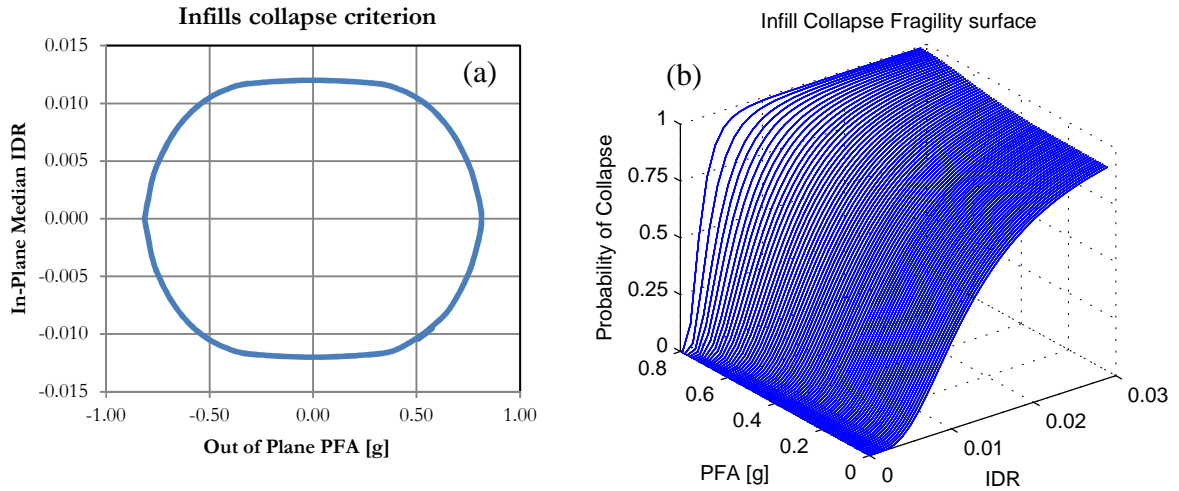 Infills collapse criterion
(a)
In-Plane Median IDR
0.015
0.010
0.005
0.000
-0.005
-0.010
-0.015
-1.00 -0.50 0.00 0.50 1.00
Out of Plane PFA [g]
Infill Collapse Fragility surface
(b)
Probability of Collapse
1
0.75
0.5
0.25
0
0.8
0.6
0.4
0.2
0
PFA [g]
0
0.01
0.02
0.03
IDR